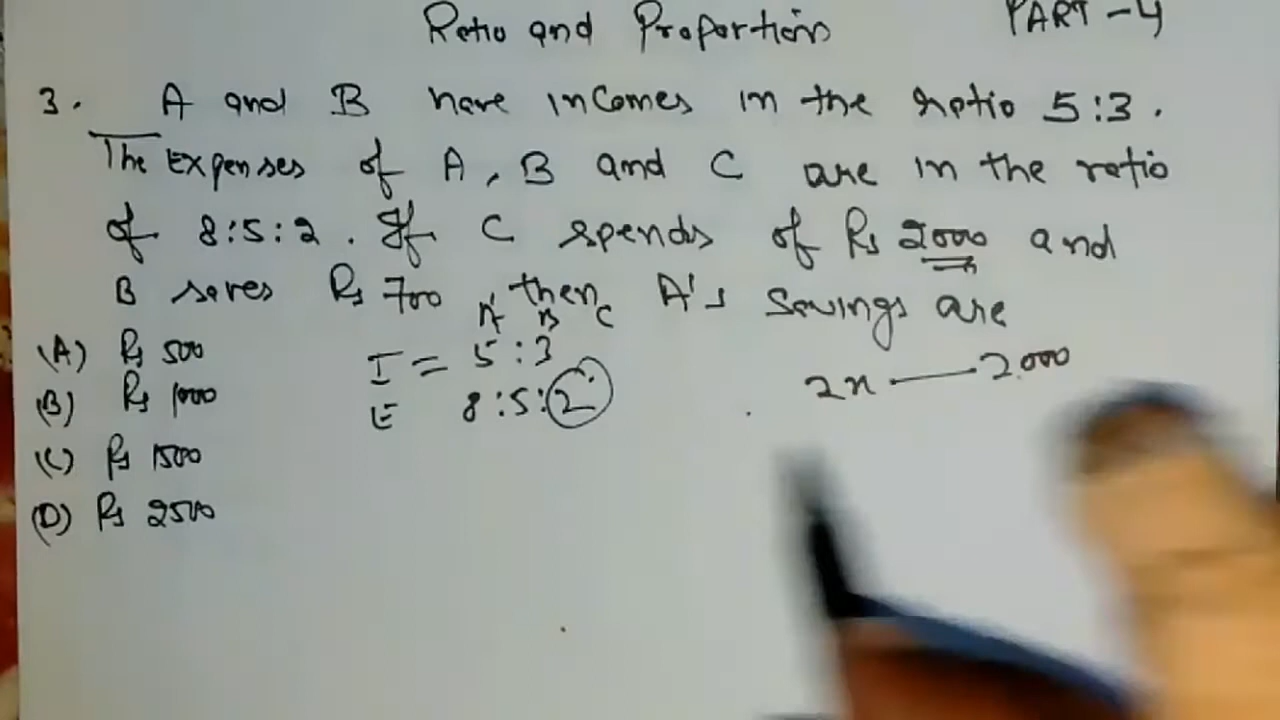 Ratio and Proportion PART-4
3. A and B have incomes in the ratio 5:3.
The Expenses of A, B and C are in the ratio
of 8:5:2. If C spends of Rs 2000 and
B saves Rs 700, then A's Savings are
A B C
(A) Rs 500
I = 5:3
2x — 2000
(B) Rs 1000
E 8:5:2
(C) Rs 1500
(D) Rs 2500